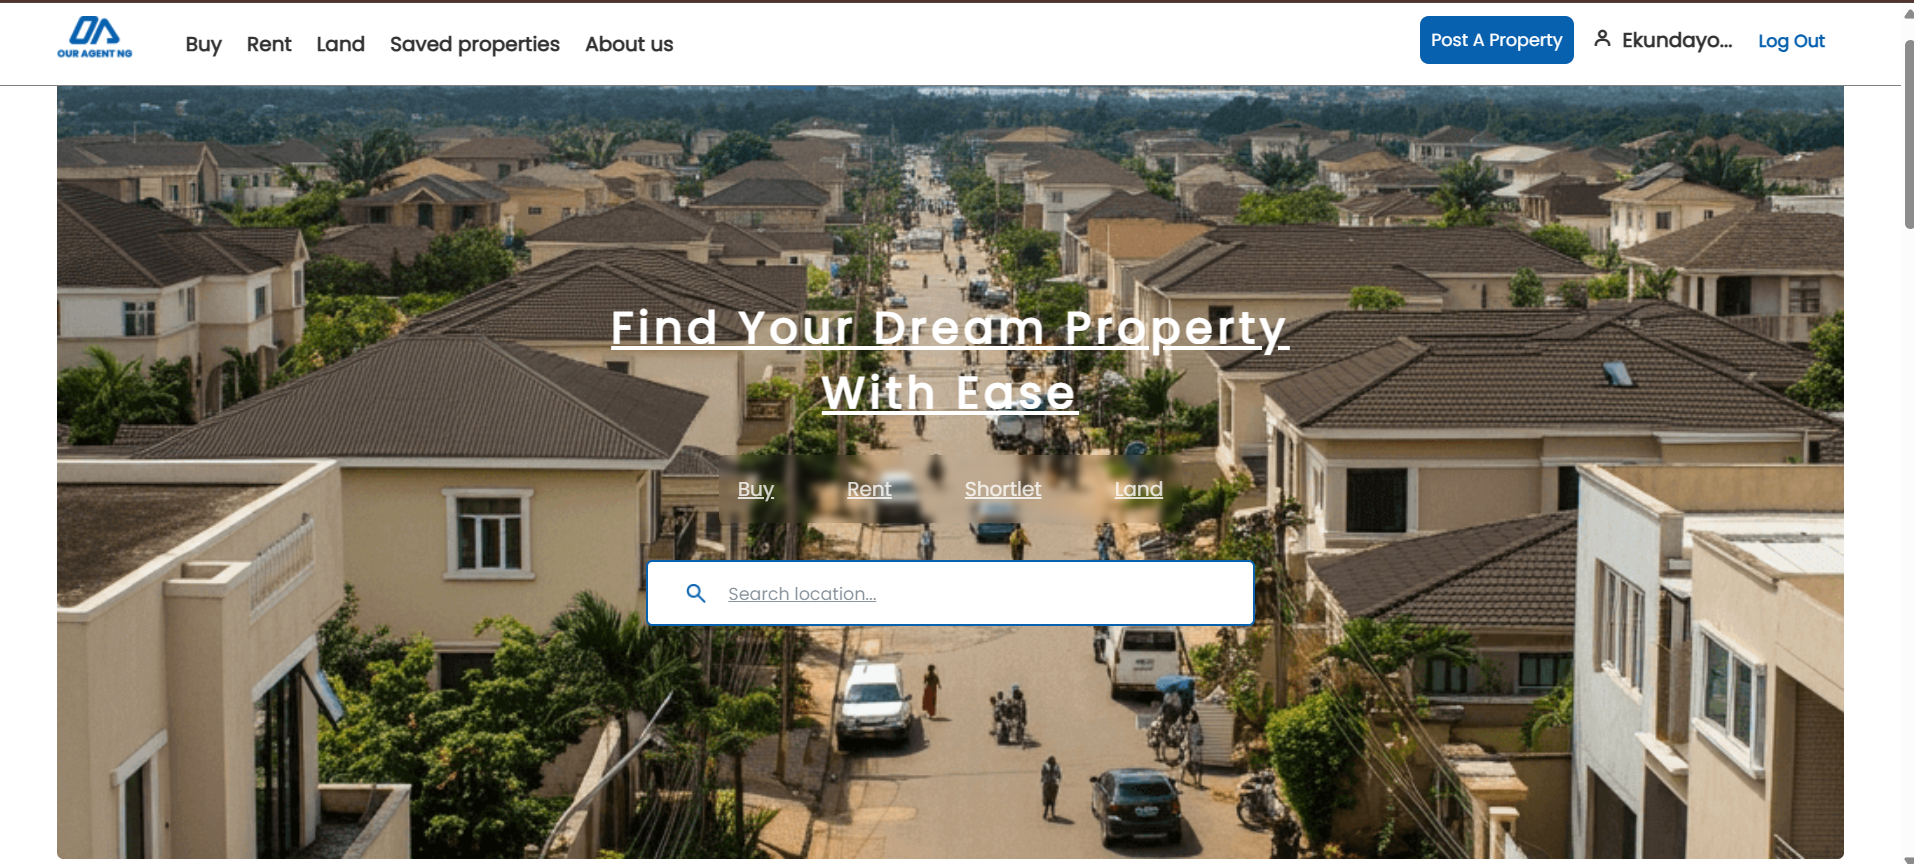 OUR AGENT NG
Buy Rent Land Saved properties About us
Post A Property
Ekundayo...
Log Out
Find Your Dream Property
With Ease
Buy Rent Shortlet Land
Search location...